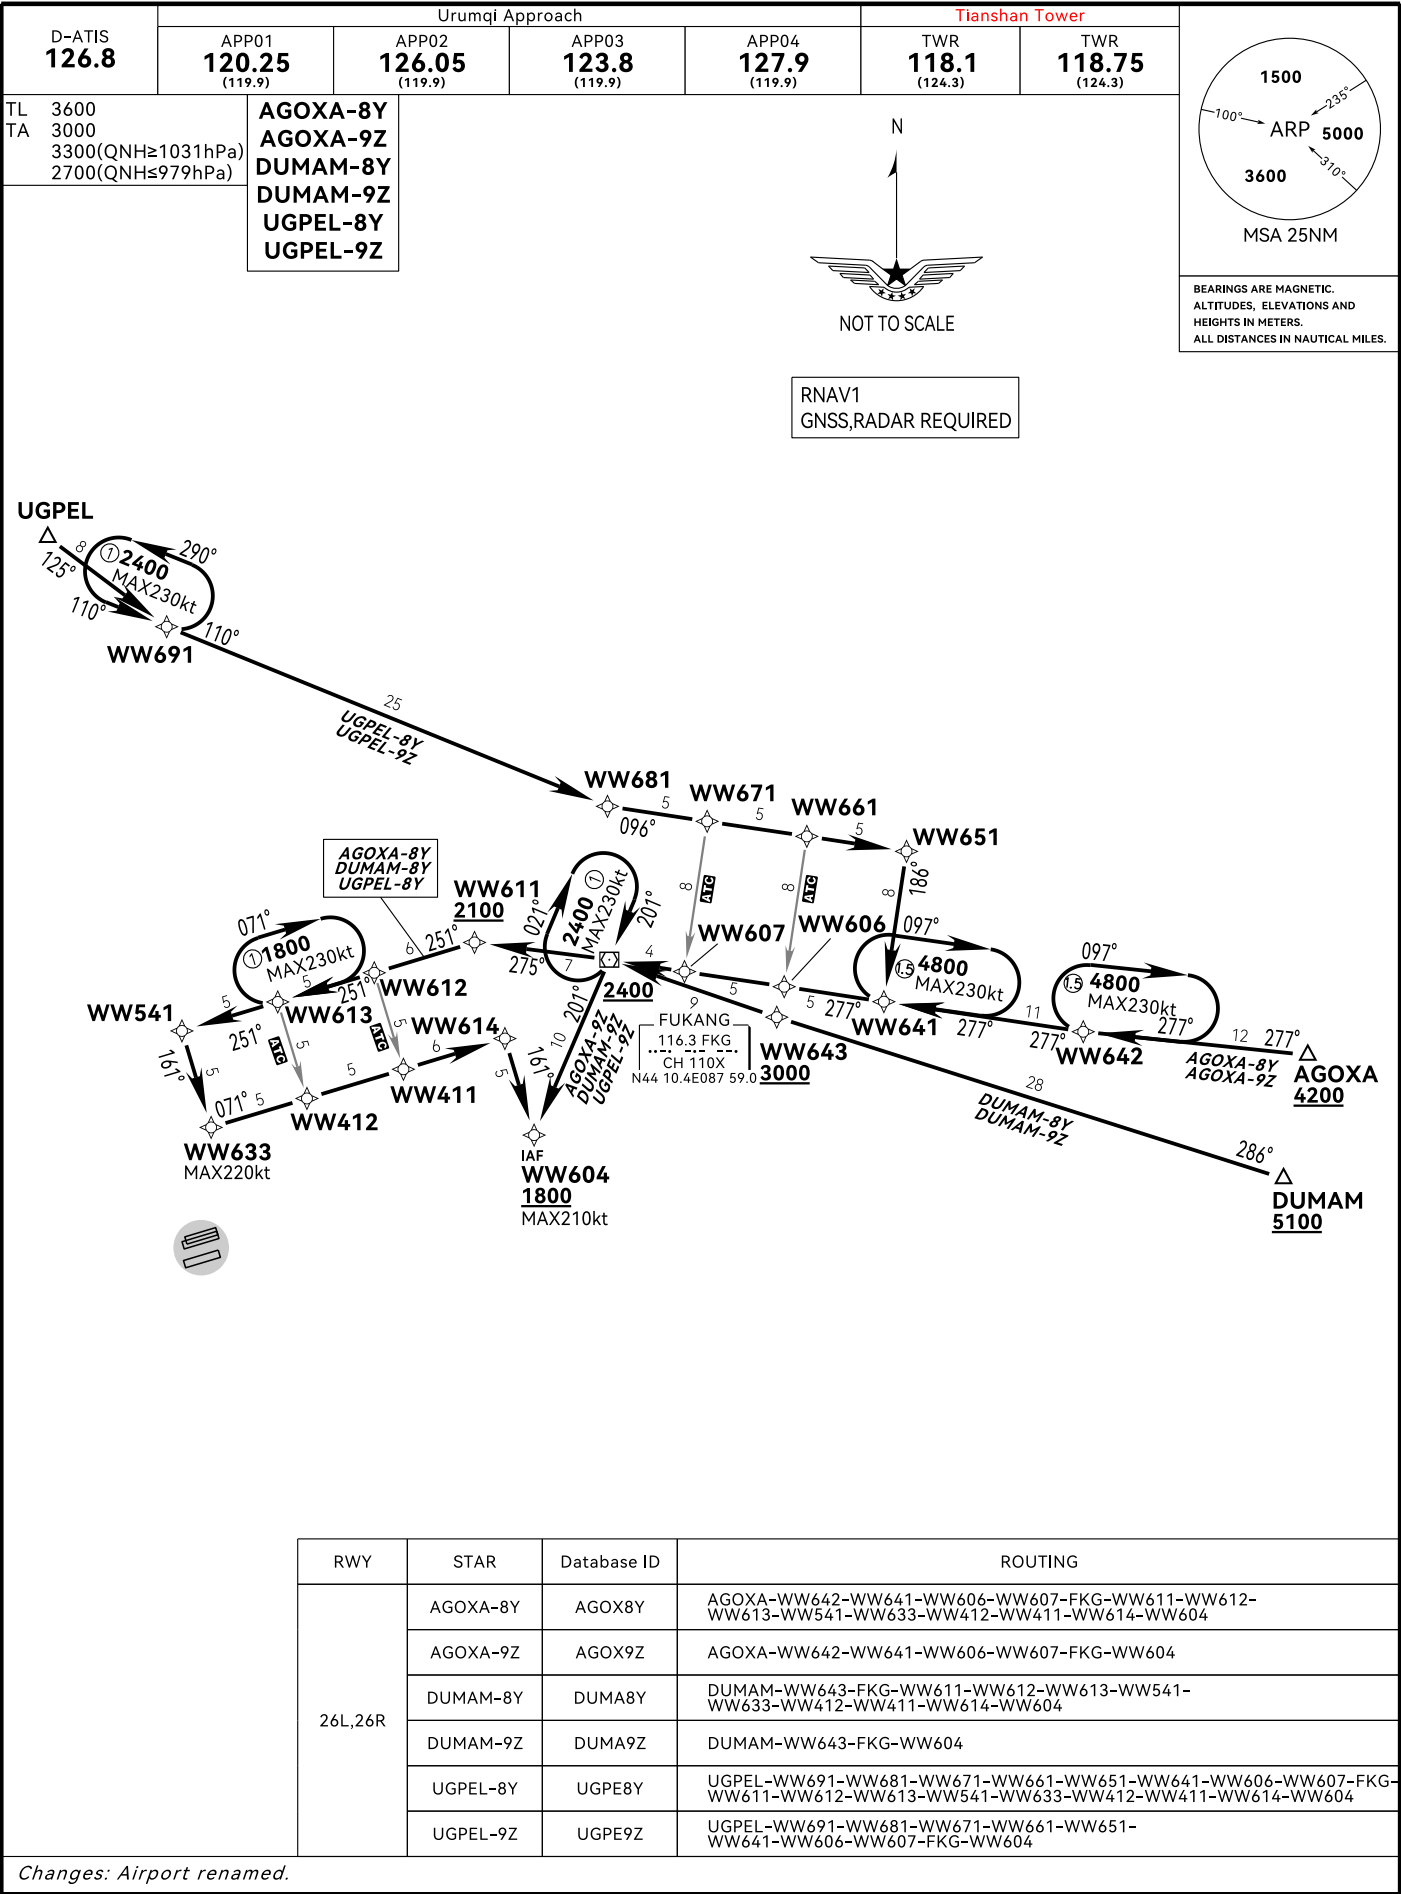 D-ATIS
126.8
Urumqi Approach
APP01
120.25
(119.9)
APP02
126.05
(119.9)
APP03
123.8
(119.9)
APP04
127.9
(119.9)
Tianshan Tower
TWR
118.1
(124.3)
TWR
118.75
(124.3)
TL 3600
TA 3000
3300(QNH≥1031hPa)
2700(QNH≤979hPa)
AGOXA-8Y
AGOXA-9Z
DUMAM-8Y
DUMAM-9Z
UGPEL-8Y
UGPEL-9Z
N
NOT TO SCALE
1500
100°
235°
ARP
5000
3600
310°
MSA 25NM
BEARINGS ARE MAGNETIC.
ALTITUDES, ELEVATIONS AND
HEIGHTS IN METERS.
ALL DISTANCES IN NAUTICAL MILES.
RNAV1
GNSS,RADAR REQUIRED
UGPEL
8
125°
① 2400
MAX230kt
290°
110°
110°
WW691
25
UGPEL-8Y
UGPEL-9Z
WW681
5
096°
WW671
5
WW661
5
WW651
186°
8
8
ATC
8
ATC
AGOXA-8Y
DUMAM-8Y
UGPEL-8Y
WW611
2100
6
251°
021°
2400 ①
MAX230kt
201°
275°
7
4
2400
WW607
WW606
5
5
277°
071°
① 1800
MAX230kt
5
251°
WW612
WW613
5
251°
WW541
161°
5
5
ATC
5
ATC
WW614
5
161°
201°
10
AGOXA-9Z
DUMAM-9Z
UGPEL-9Z
9
FUKANG
116.3 FKG
CH 110X
N44 10.4E087 59.0
WW643
3000
097°
1.5 4800
MAX230kt
WW641
277°
11
277°
097°
1.5 4800
MAX230kt
277°
WW642
12
277°
AGOXA-8Y
AGOXA-9Z
AGOXA
4200
28
DUMAM-8Y
DUMAM-9Z
286°
DUMAM
5100
5
6
WW411
071°
5
WW412
WW633
MAX220kt
IAF
WW604
1800
MAX210kt
RWY STAR Database ID ROUTING
26L,26R
AGOXA-8Y AGOX8Y AGOXA-WW642-WW641-WW606-WW607-FKG-WW611-WW612-
WW613-WW541-WW633-WW412-WW411-WW614-WW604
AGOXA-9Z AGOX9Z AGOXA-WW642-WW641-WW606-WW607-FKG-WW604
DUMAM-8Y DUMA8Y DUMAM-WW643-FKG-WW611-WW612-WW613-WW541-
WW633-WW412-WW411-WW614-WW604
DUMAM-9Z DUMA9Z DUMAM-WW643-FKG-WW604
UGPEL-8Y UGPE8Y UGPEL-WW691-WW681-WW671-WW661-WW651-WW641-WW606-WW607-FKG-
WW611-WW612-WW613-WW541-WW633-WW412-WW411-WW614-WW604
UGPEL-9Z UGPE9Z UGPEL-WW691-WW681-WW671-WW661-WW651-
WW641-WW606-WW607-FKG-WW604
Changes: Airport renamed.